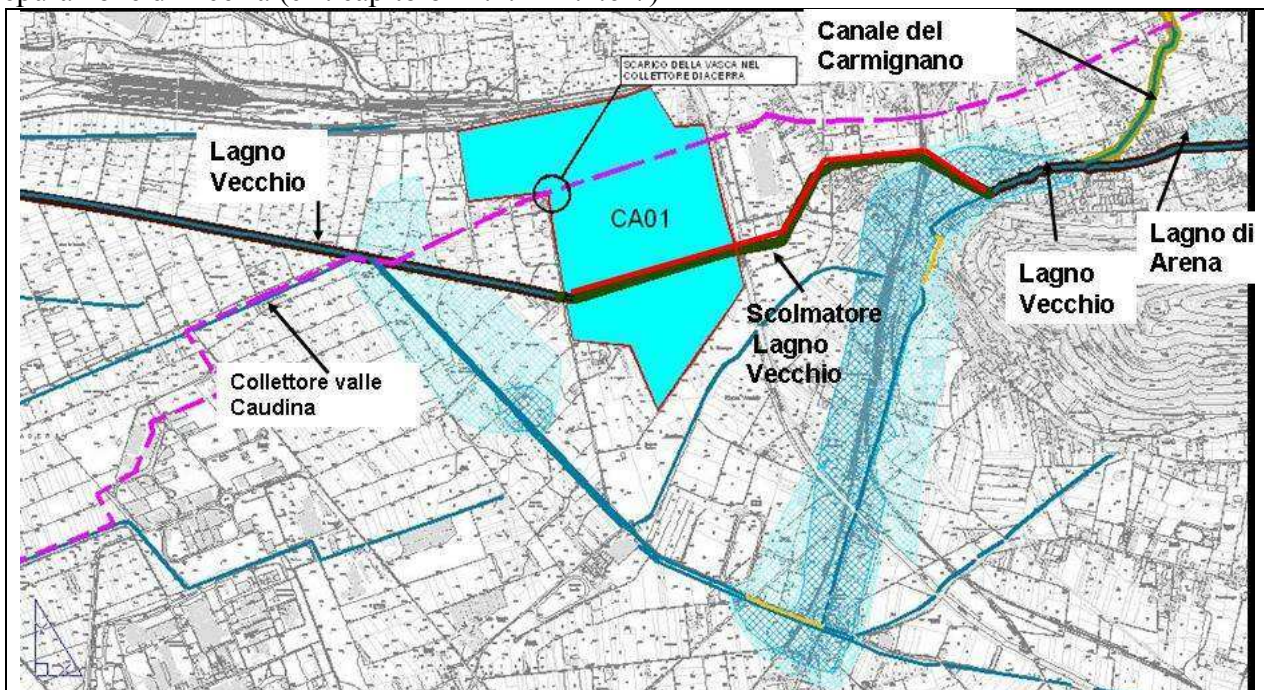 Canale del
Carmignano
SCARICO DELLA VASCA NEL
COLLETTORE DI ACERRA
Lagno
Vecchio
CA01
Lagno di
Arena
Lagno
Vecchio
Scolmatore
Lagno
Vecchio
Collettore valle
Caudina